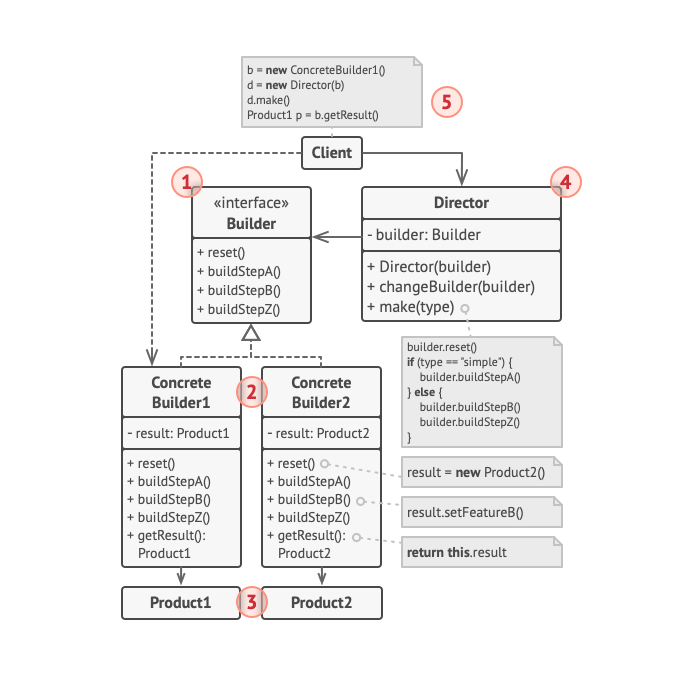 b = new ConcreteBuilder1()
d = new Director(b)
d.make()
Product1 p = b.getResult()
5
Client
1
«interface»
Builder
+ reset()
+ buildStepA()
+ buildStepB()
+ buildStepZ()
4
Director
- builder: Builder
+ Director(builder)
+ changeBuilder(builder)
+ make(type)
builder.reset()
if (type == "simple") {
builder.buildStepA()
} else {
builder.buildStepB()
builder.buildStepZ()
}
Concrete
Builder1
- result: Product1
+ reset()
+ buildStepA()
+ buildStepB()
+ buildStepZ()
+ getResult():
Product1
2
Concrete
Builder2
- result: Product2
+ reset()
+ buildStepA()
+ buildStepB()
+ buildStepZ()
+ getResult():
Product2
result = new Product2()
result.setFeatureB()
return this.result
Product1
3
Product2